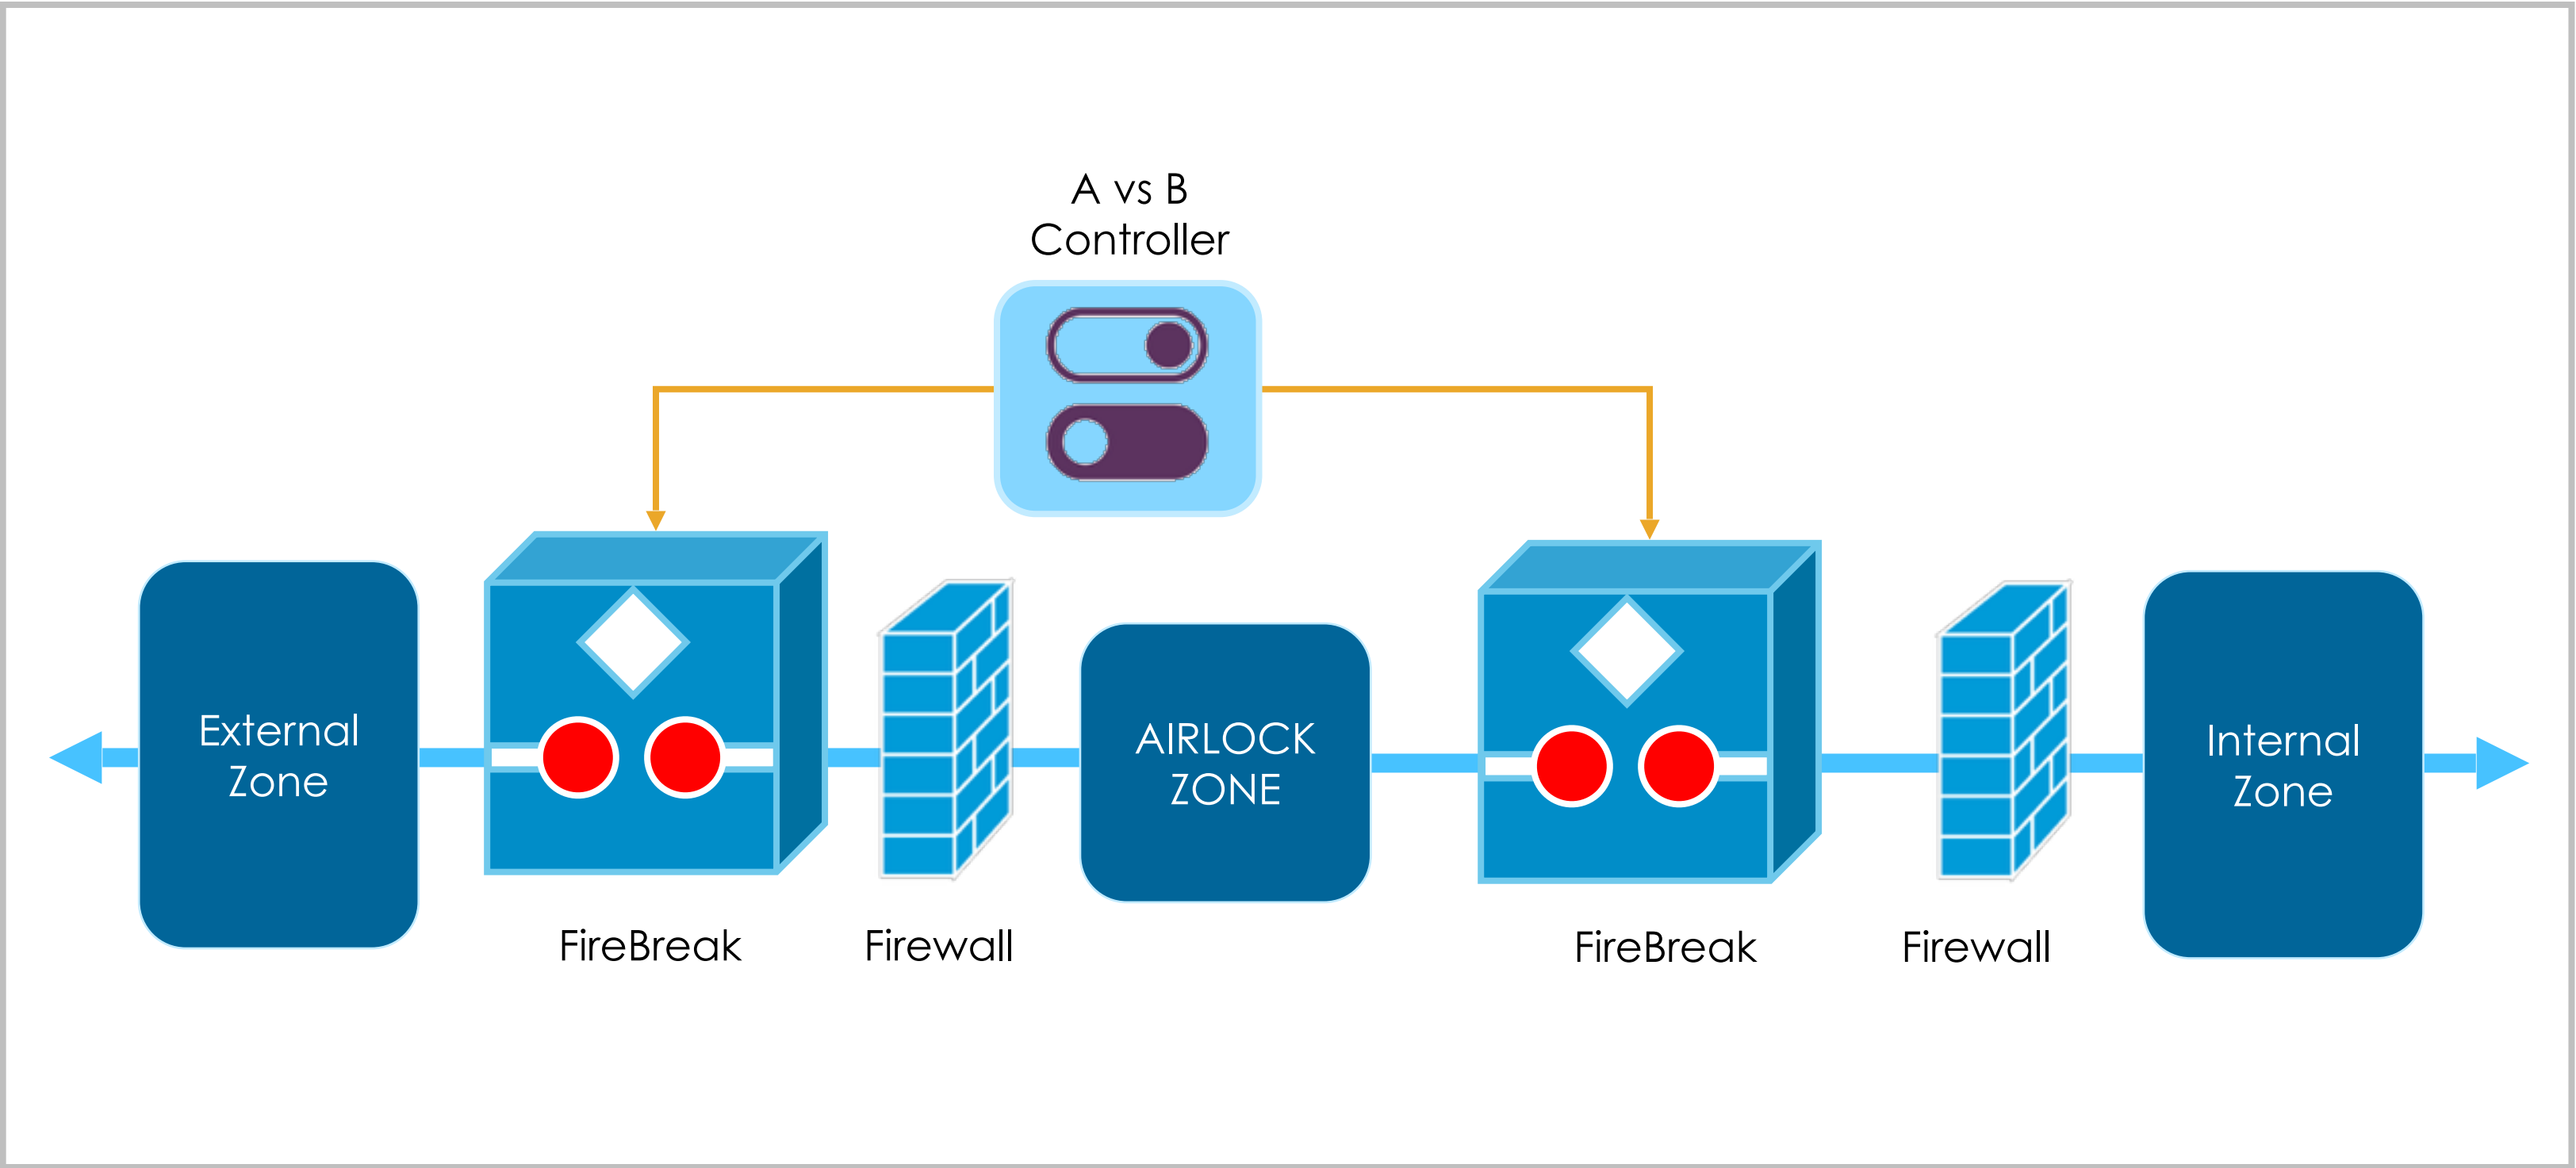 A vs B
Controller
External
Zone
AIRLOCK
ZONE
Internal
Zone
FireBreak
Firewall
FireBreak
Firewall